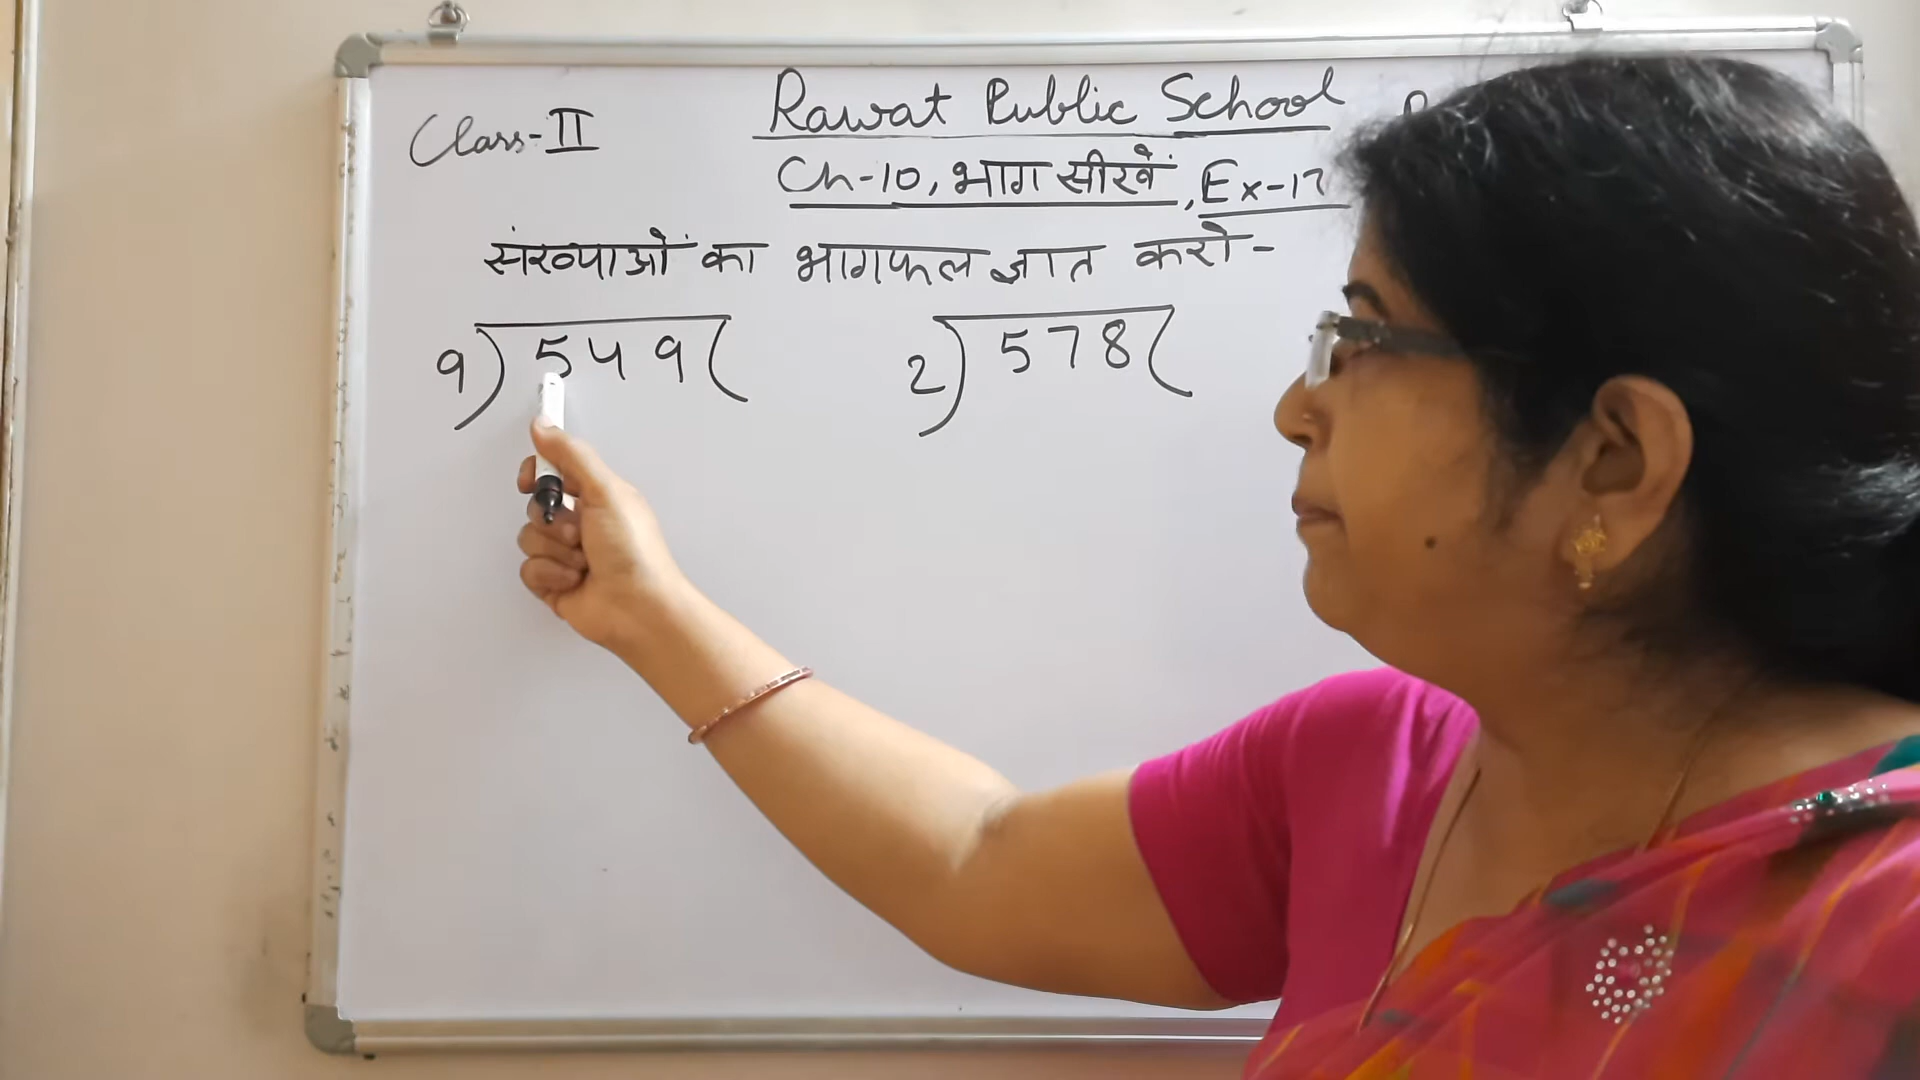 Class-II
Rawat Public School
Ch-10, भाग सीखें, Ex-17
संख्याओं का भागफल ज्ञात करो-
9)549(
2)578(